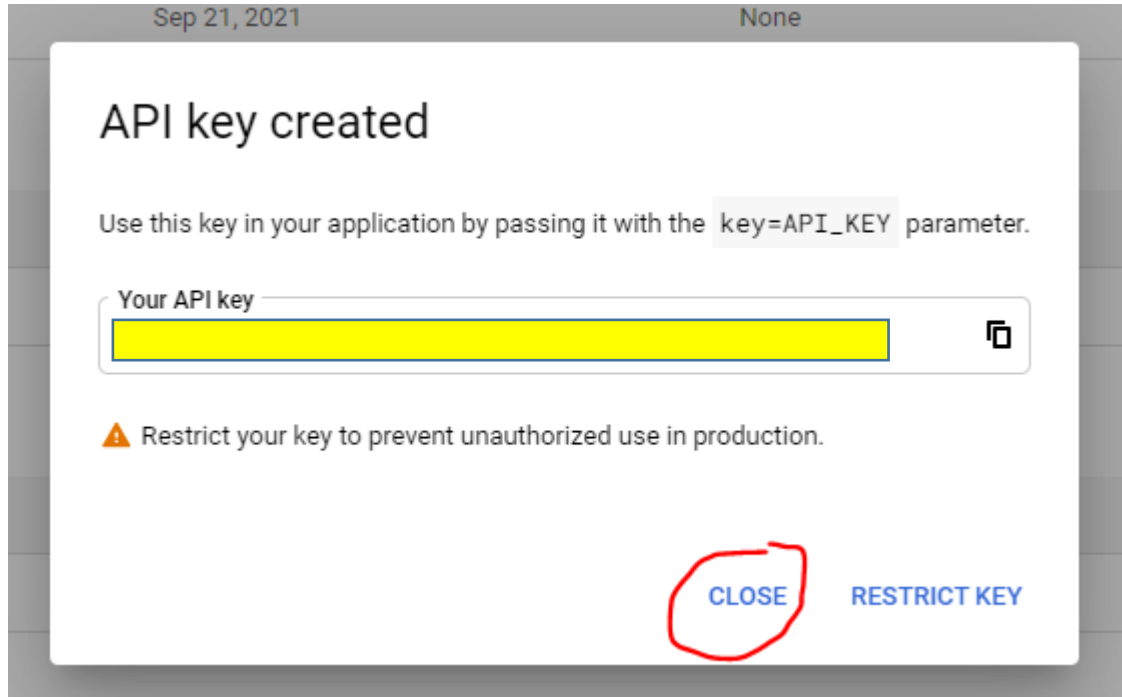 Sep 21, 2021 None
API key created
Use this key in your application by passing it with the key=API_KEY parameter.
Your API key
Restrict your key to prevent unauthorized use in production.
CLOSE RESTRICT KEY